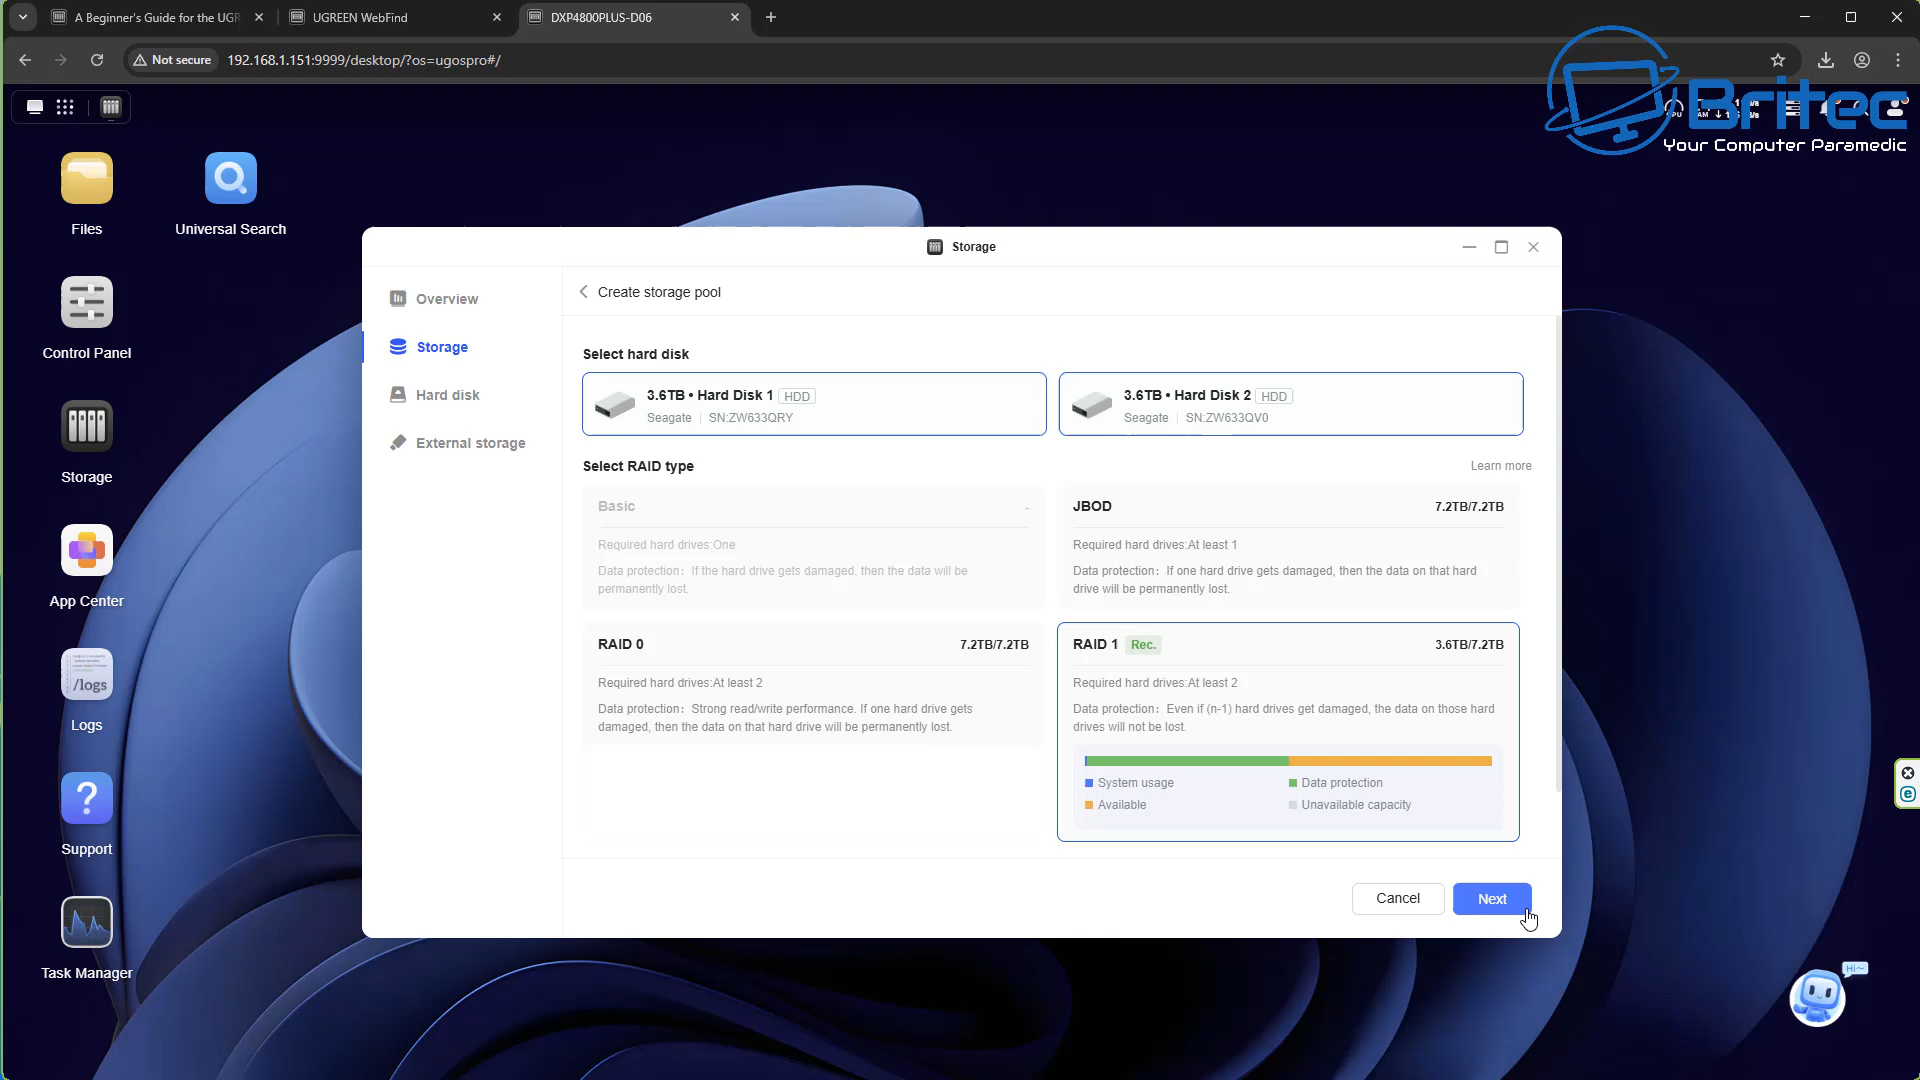 A Beginner's Guide for the UGR
UGREEN WebFind
DXP4800PLUS-D06
Not secure
192.168.1.151:9999/desktop/?os=ugospro#/
Britec
Your Computer Paramedic
Files
Universal Search
Control Panel
Storage
App Center
/logs
Logs
Support
Task Manager
Storage
Overview
Storage
Hard disk
External storage
Create storage pool
Select hard disk
3.6TB • Hard Disk 1 HDD
Seagate SN:ZW633QRY
3.6TB • Hard Disk 2 HDD
Seagate SN:ZW633QV0
Select RAID type
Learn more
Basic -
Required hard drives:One
Data protection: If the hard drive gets damaged, then the data will be
permanently lost.
JBOD 7.2TB/7.2TB
Required hard drives:At least 1
Data protection: If one hard drive gets damaged, then the data on that hard
drive will be permanently lost.
RAID 0 7.2TB/7.2TB
Required hard drives:At least 2
Data protection: Strong read/write performance. If one hard drive gets
damaged, then the data on that hard drive will be permanently lost.
RAID 1 Rec. 3.6TB/7.2TB
Required hard drives:At least 2
Data protection: Even if (n-1) hard drives get damaged, the data on those hard
drives will not be lost.
System usage
Data protection
Available
Unavailable capacity
Cancel
Next
Hi~